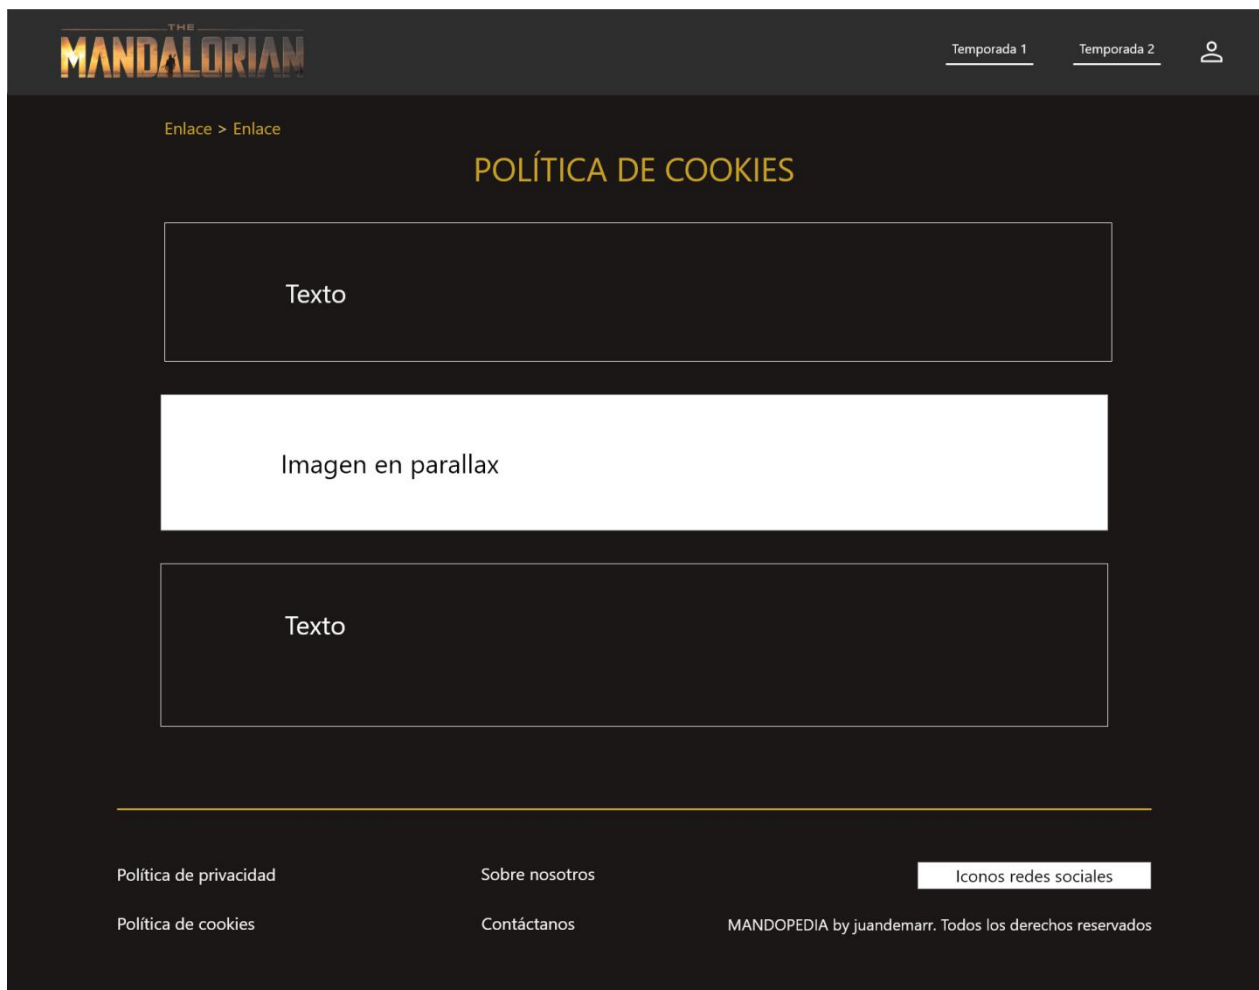 THE
MANDALORIAN
Temporada 1
Temporada 2
Enlace > Enlace
POLÍTICA DE COOKIES
Texto
Imagen en parallax
Texto
Política de privacidad
Sobre nosotros
Iconos redes sociales
Política de cookies
Contáctanos
MANDOPEDIA by juandemarr. Todos los derechos reservados